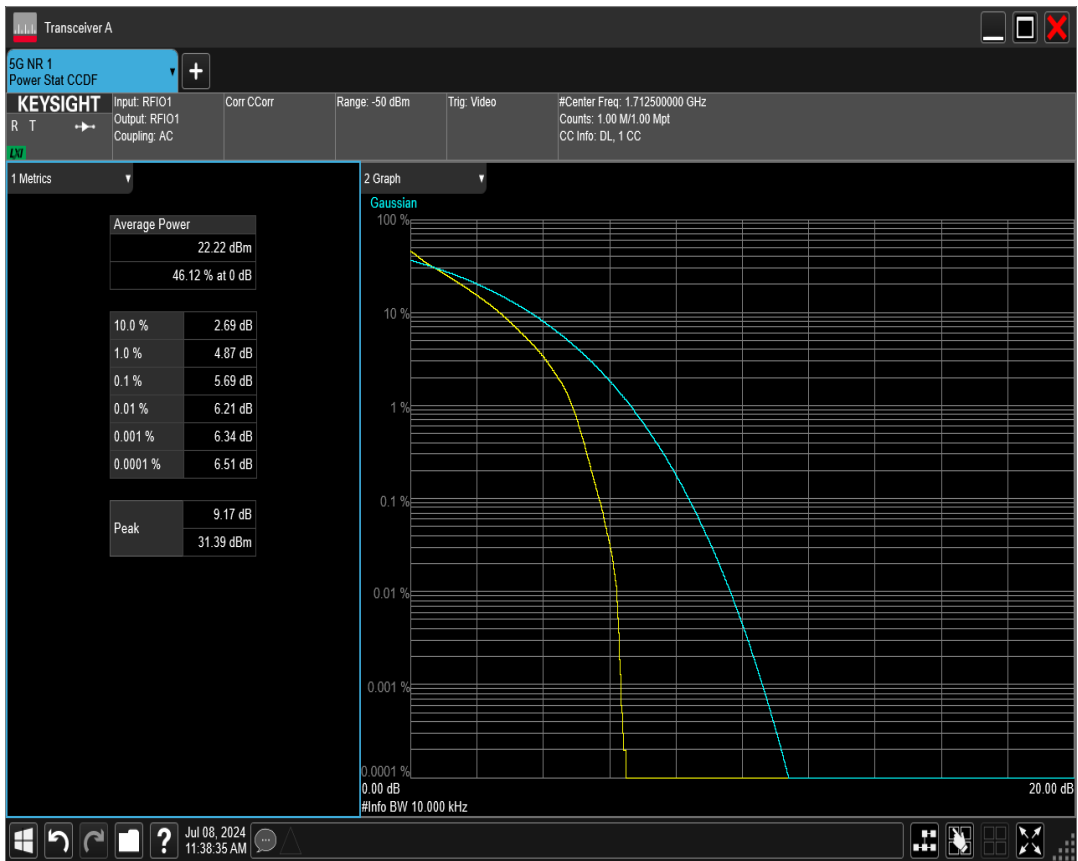 Transceiver A
5G NR 1
Power Stat CCDF
+
KEYSIGHT
R T
LXI
Input: RFIO1
Output: RFIO1
Coupling: AC
Corr CCorr
Range: -50 dBm
Trig: Video
#Center Freq: 1.712500000 GHz
Counts: 1.00 M/1.00 Mpt
CC Info: DL, 1 CC
1 Metrics
Average Power
22.22 dBm
46.12 % at 0 dB
10.0 % 2.69 dB
1.0 % 4.87 dB
0.1 % 5.69 dB
0.01 % 6.21 dB
0.001 % 6.34 dB
0.0001 % 6.51 dB
Peak 9.17 dB
31.39 dBm
2 Graph
Gaussian
100 %
10 %
1 %
0.1 %
0.01 %
0.001 %
0.0001 %
0.00 dB 20.00 dB
#Info BW 10.000 kHz
?
Jul 08, 2024
11:38:35 AM